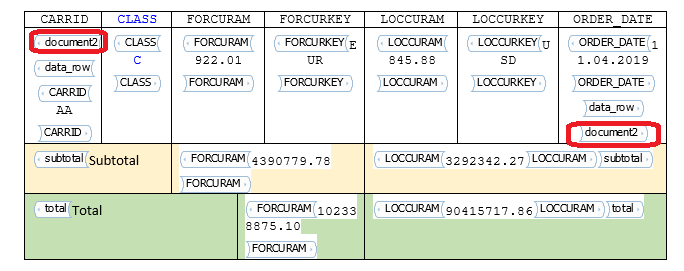 CARRID CLASS FORCURAM FORCURKEY LOCCURAM LOCCURKEY ORDER_DATE
document2 CLASS FORCURAM FORCURKEY E LOCCURAM LOCCURKEY U ORDER_DATE 1
data_row C 922.01 UR 845.88 SD 1.04.2019
CARRID CLASS FORCURAM FORCURKEY LOCCURAM LOCCURKEY ORDER_DATE
AA data_row
CARRID document2
subtotal Subtotal FORCURAM 4390779.78 LOCCURAM 3292342.27 LOCCURAM subtotal
FORCURAM
total Total FORCURAM 10233 LOCCURAM 90415717.86 LOCCURAM total
8875.10
FORCURAM